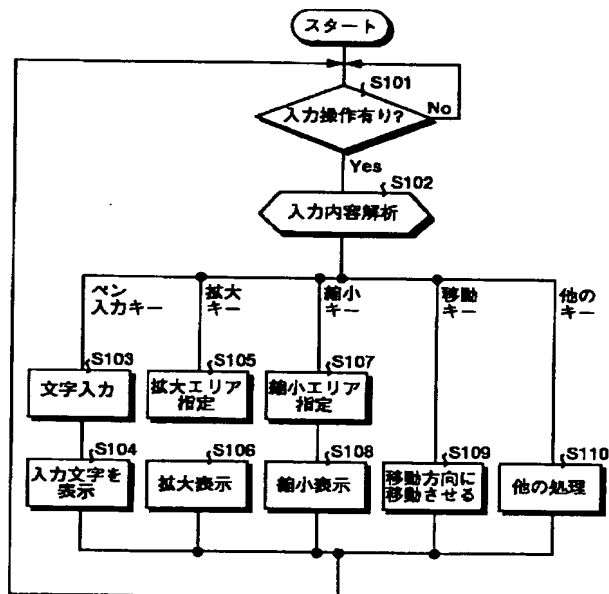 スタート
S101
入力操作有り?
No
Yes
S102
入力内容解析
ペン
入力キー
拡大
キー
縮小
キー
移動
キー
他の
キー
S103
文字入力
S105
拡大エリア
指定
S107
縮小エリア
指定
S104
入力文字を
表示
S106
拡大表示
S108
縮小表示
S109
移動方向に
移動させる
S110
他の処理